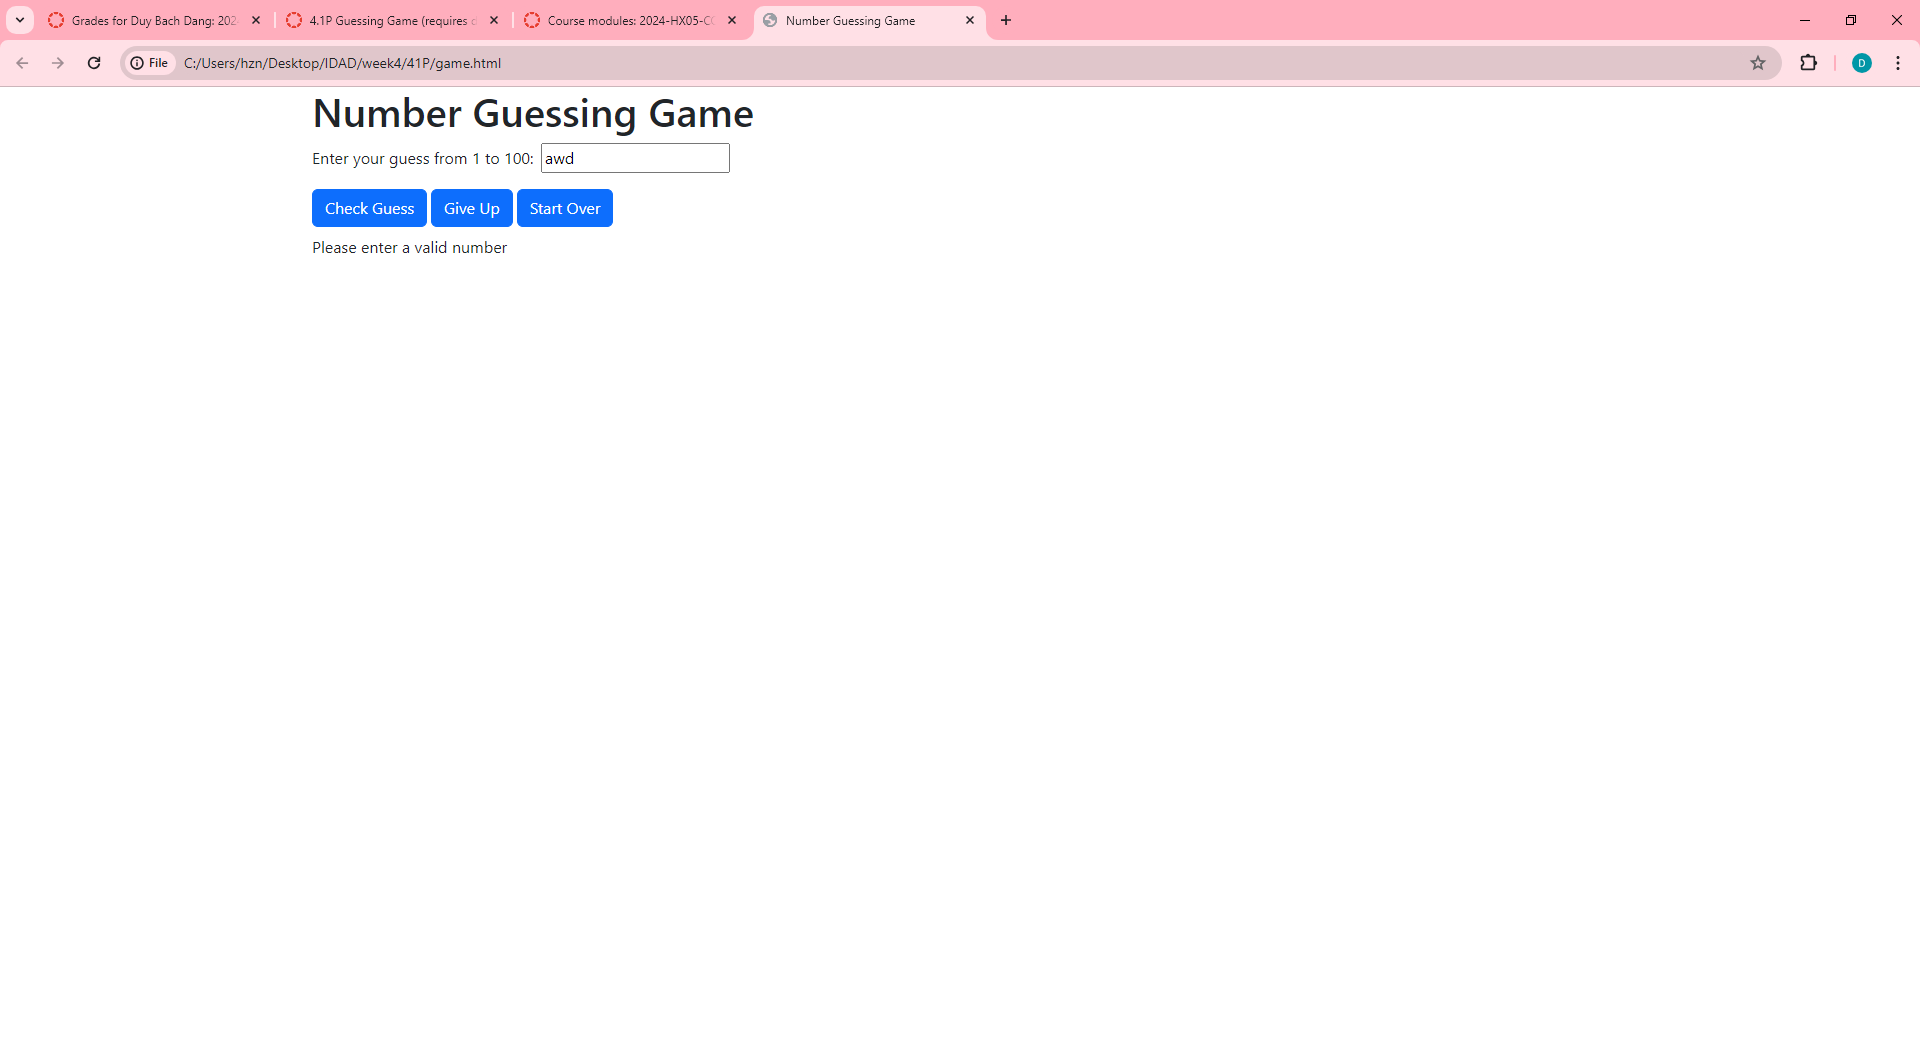 Grades for Duy Bach Dang: 202
4.1P Guessing Game (requires d
Course modules: 2024-HX05-CO
Number Guessing Game
File
C:/Users/hzn/Desktop/IDAD/week4/41P/game.html
D
Number Guessing Game
Enter your guess from 1 to 100: awd
Check Guess Give Up Start Over
Please enter a valid number